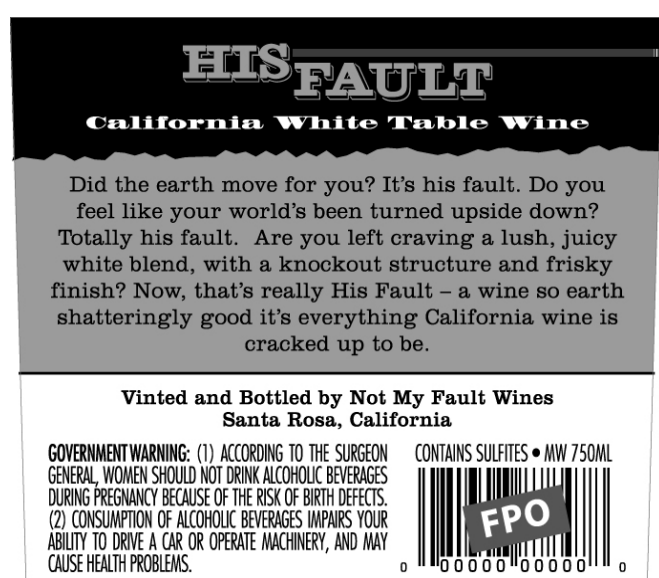 HIS FAULT
California White Table Wine
Did the earth move for you? It's his fault. Do you
feel like your world's been turned upside down?
Totally his fault.  Are you left craving a lush, juicy
white blend, with a knockout structure and frisky
finish? Now, that's really His Fault – a wine so earth
shatteringly good it's everything California wine is
cracked up to be.
Vinted and Bottled by Not My Fault Wines
Santa Rosa, California
GOVERNMENT WARNING: (1) ACCORDING TO THE SURGEON
GENERAL, WOMEN SHOULD NOT DRINK ALCOHOLIC BEVERAGES
DURING PREGNANCY BECAUSE OF THE RISK OF BIRTH DEFECTS.
(2) CONSUMPTION OF ALCOHOLIC BEVERAGES IMPAIRS YOUR
ABILITY TO DRIVE A CAR OR OPERATE MACHINERY, AND MAY
CAUSE HEALTH PROBLEMS.
CONTAINS SULFITES • MW 750ML
FPO
0 00000 00000 0